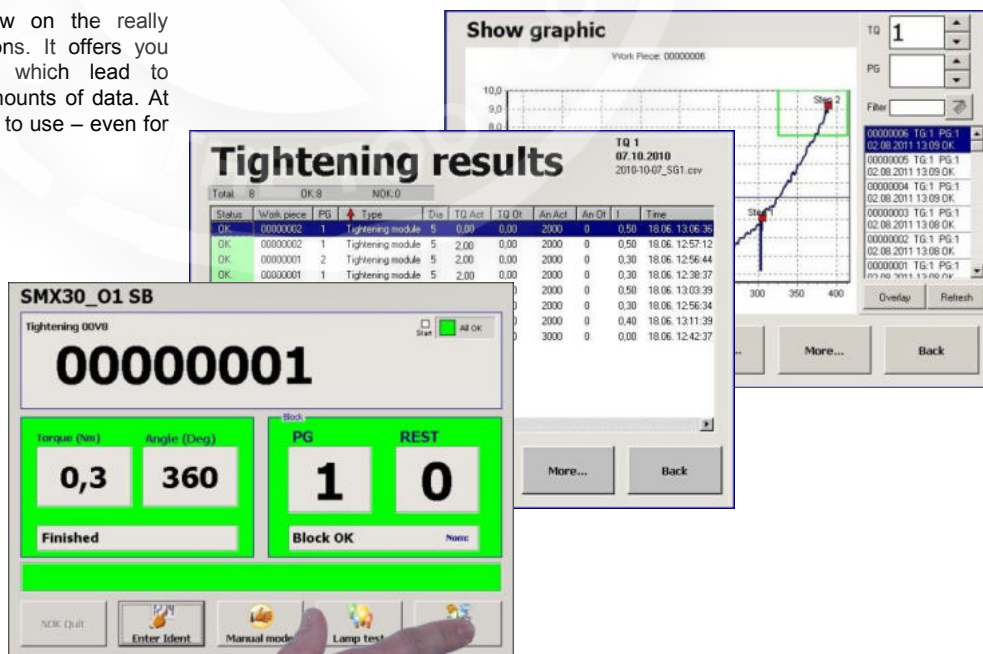 w on the really
ons. It offers you
which lead to
nounts of data. At
to use – even for
Show graphic
Work Piece: 00000006
10,0
9,0
8,0
Step 2
Step 1
300 350 400
TQ 1
PG
Filter
00000006 TG:1 PG:1
02.08.2011 13:09 OK
00000005 TG:1 PG:1
02.08.2011 13:09 OK
00000004 TG:1 PG:1
02.08.2011 13:09 OK
00000003 TG:1 PG:1
02.08.2011 13:08 OK
00000002 TG:1 PG:1
02.08.2011 13:08 OK
00000001 TG:1 PG:1
02.08.2011 13:08 OK
Overlay Refresh
More... Back
Tightening results
TQ 1
07.10.2010
2010-10-07_SG1.csv
Total: 8 OK:8 NOK:0
Status Work piece PG Type Dia TQ Act TQ Ot An Act An Ot I Time
OK 00000002 1 Tightening module 5 0,00 0,00 2000 0 0,50 18.06. 13:06:36
OK 00000002 1 Tightening module 5 2,00 0,00 2000 0 0,50 18.06. 12:57:12
OK 00000001 2 Tightening module 5 2,00 0,00 2000 0 0,30 18.06. 12:56:44
OK 00000001 1 Tightening module 5 2,00 0,00 2000 0 0,30 18.06. 12:38:37
2000 0 0,50 18.06. 13:03:39
2000 0 0,30 18.06. 12:56:34
2000 0 0,40 18.06. 13:11:39
3000 0 0,00 18.06. 12:42:37
More... Back
SMX30_01 SB
Tightening 00V8
Start All OK
00000001
Torque (Nm) Angle (Deg)
0,3 360
Finished
Block
PG REST
1 0
Block OK
NOK Quit Enter Ident Manual mode Lamp test